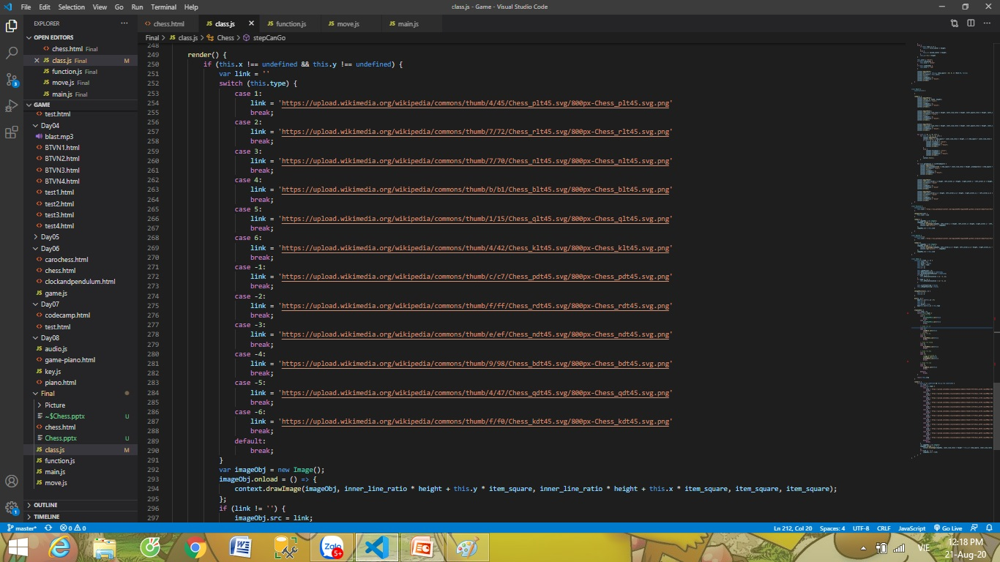 File Edit Selection View Go Run Terminal Help
class.js - Game - Visual Studio Code
EXPLORER
OPEN EDITORS
chess.html Final
class.js Final M
function.js Final
move.js Final
main.js Final
GAME
test.html
Day04
blast.mp3
BTVN1.html
BTVN2.html
BTVN3.html
BTVN4.html
test1.html
test2.html
test3.html
test4.html
Day05
Day06
carochess.html
chess.html
clockandpendulum.html
game.js
Day07
codecamp.html
test.html
Day08
audio.js
game-piano.html
key.js
piano.html
Final
Picture
~$Chess.pptx U
chess.html
Chess.pptx U
class.js M
function.js
main.js
move.js
OUTLINE
TIMELINE
chess.html class.js function.js move.js main.js
Final > class.js > Chess > stepCanGo
248
249 render() {
250 if (this.x !== undefined && this.y !== undefined) {
251 var link = ''
252 switch (this.type) {
253 case 1:
254 link = 'https://upload.wikimedia.org/wikipedia/commons/thumb/4/45/Chess_plt45.svg/800px-Chess_plt45.svg.png'
255 break;
256 case 2:
257 link = 'https://upload.wikimedia.org/wikipedia/commons/thumb/7/72/Chess_rlt45.svg/800px-Chess_rlt45.svg.png'
258 break;
259 case 3:
260 link = 'https://upload.wikimedia.org/wikipedia/commons/thumb/7/70/Chess_nlt45.svg/800px-Chess_nlt45.svg.png'
261 break;
262 case 4:
263 link = 'https://upload.wikimedia.org/wikipedia/commons/thumb/b/b1/Chess_blt45.svg/800px-Chess_blt45.svg.png'
264 break;
265 case 5:
266 link = 'https://upload.wikimedia.org/wikipedia/commons/thumb/1/15/Chess_qlt45.svg/800px-Chess_qlt45.svg.png'
267 break;
268 case 6:
269 link = 'https://upload.wikimedia.org/wikipedia/commons/thumb/4/42/Chess_klt45.svg/800px-Chess_klt45.svg.png'
270 break;
271 case -1:
272 link = 'https://upload.wikimedia.org/wikipedia/commons/thumb/c/c7/Chess_pdt45.svg/800px-Chess_pdt45.svg.png'
273 break;
274 case -2:
275 link = 'https://upload.wikimedia.org/wikipedia/commons/thumb/f/ff/Chess_rdt45.svg/800px-Chess_rdt45.svg.png'
276 break;
277 case -3:
278 link = 'https://upload.wikimedia.org/wikipedia/commons/thumb/e/ef/Chess_ndt45.svg/800px-Chess_ndt45.svg.png'
279 break;
280 case -4:
281 link = 'https://upload.wikimedia.org/wikipedia/commons/thumb/9/98/Chess_bdt45.svg/800px-Chess_bdt45.svg.png'
282 break;
283 case -5:
284 link = 'https://upload.wikimedia.org/wikipedia/commons/thumb/4/47/Chess_qdt45.svg/800px-Chess_qdt45.svg.png'
285 break;
286 case -6:
287 link = 'https://upload.wikimedia.org/wikipedia/commons/thumb/f/f0/Chess_kdt45.svg/800px-Chess_kdt45.svg.png'
288 break;
289 default:
290 break;
291 }
292 var imageObj = new Image();
293 imageObj.onload = () => {
294 context.drawImage(imageObj, inner_line_ratio * height + this.y * item_square, inner_line_ratio * height + this.x * item_square, item_square, item_square);
295 };
296 if (link != '') {
297 imageObj.src = link;
master* 0 0 Ln 212, Col 20 Spaces: 4 UTF-8 CRLF JavaScript Go Live
Zalo 5+ VIE 12:18 PM
21-Aug-20